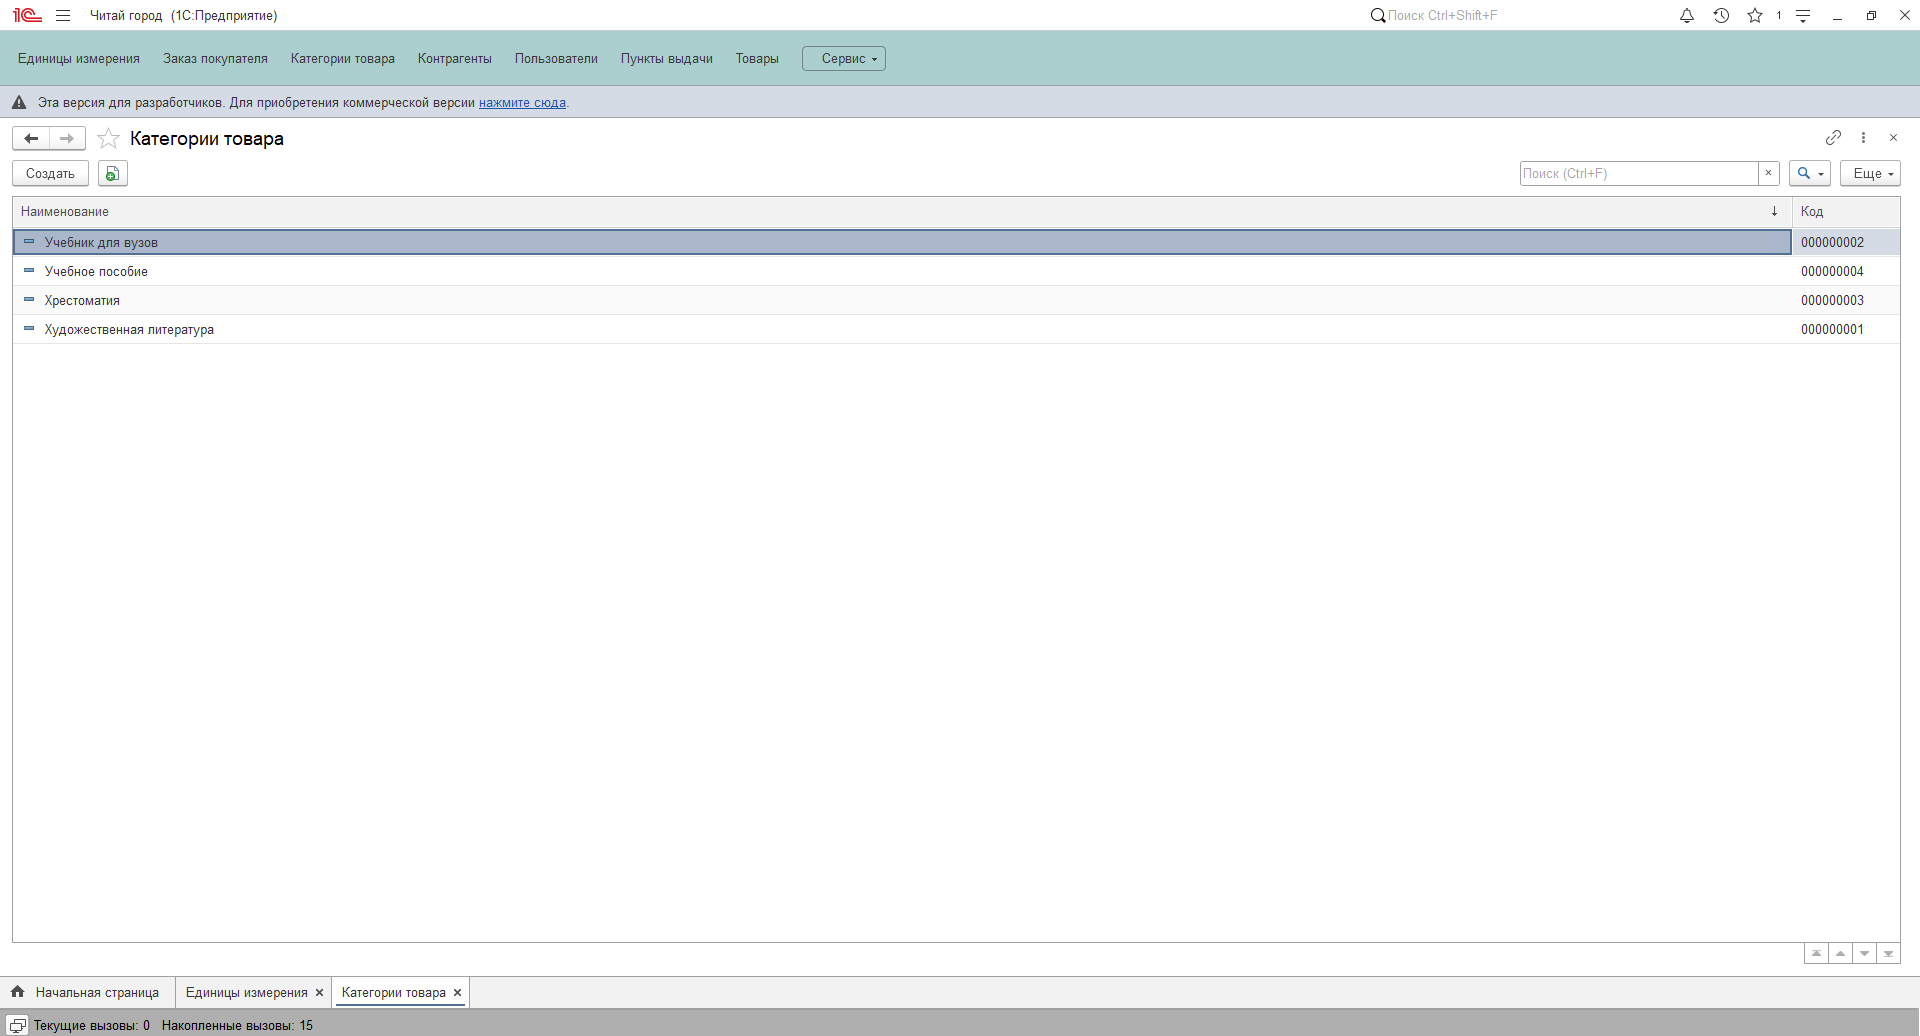 1С Читай город (1С:Предприятие) Поиск Ctrl+Shift+F 1
Единицы измерения Заказ покупателя Категории товара Контрагенты Пользователи Пункты выдачи Товары Сервис
Эта версия для разработчиков. Для приобретения коммерческой версии нажмите сюда.
Категории товара
Создать Поиск (Ctrl+F) × Еще
Наименование ↓ Код
Учебник для вузов 000000002
Учебное пособие 000000004
Хрестоматия 000000003
Художественная литература 000000001
Начальная страница Единицы измерения × Категории товара ×
Текущие вызовы: 0 Накопленные вызовы: 15